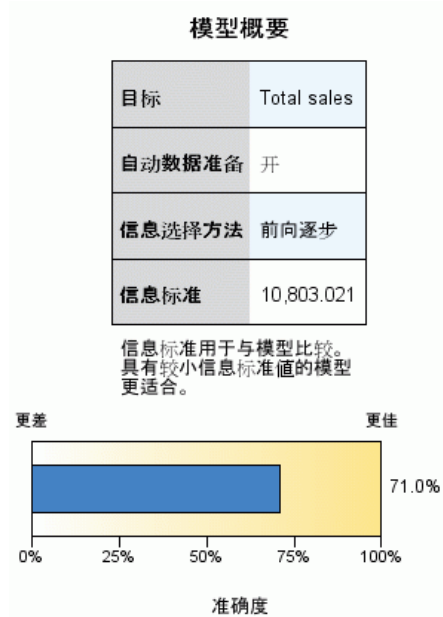 模型概要
目标 Total sales
自动数据准备 开
信息选择方法 前向逐步
信息标准 10,803.021
信息标准用于与模型比较。
具有较小信息标准值的模型
更适合。
更差 更佳
71.0%
0% 25% 50% 75% 100%
准确度